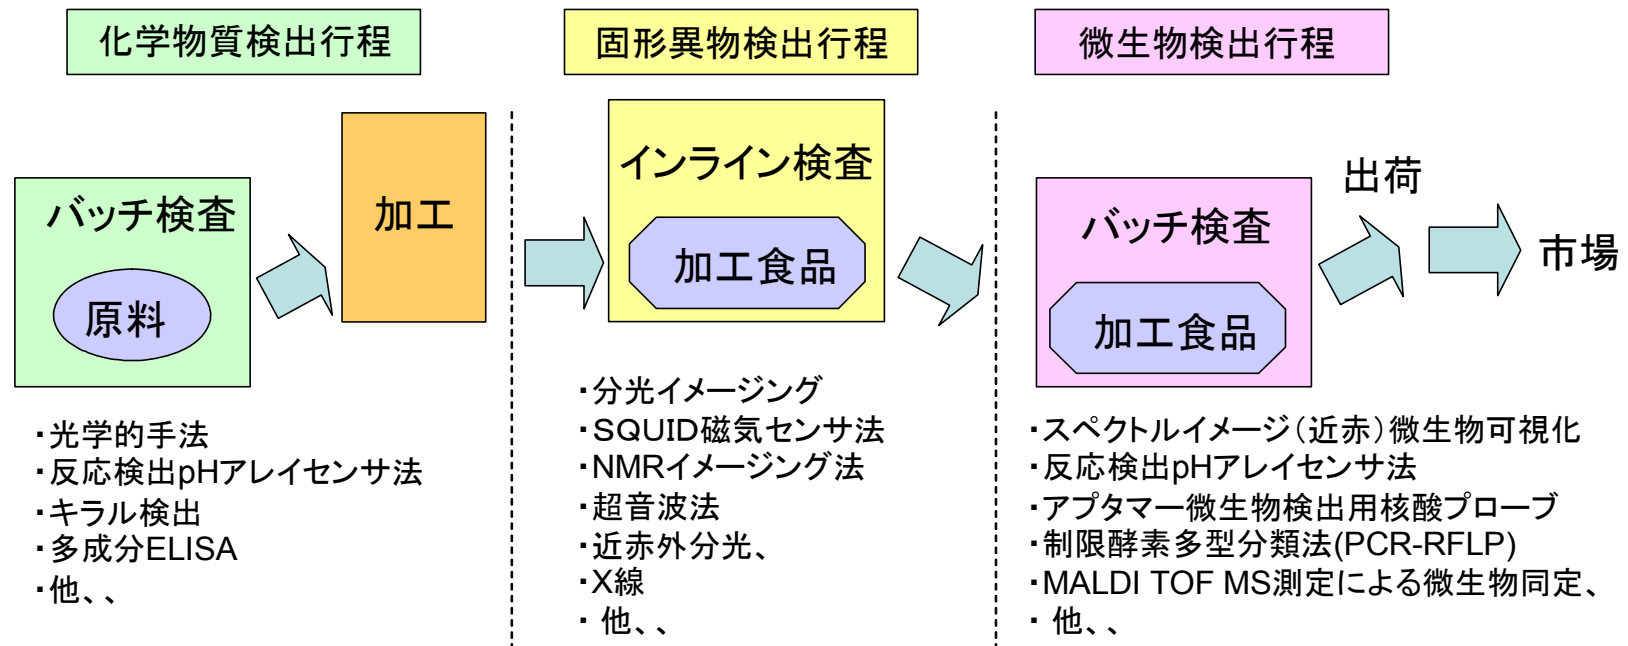 化学物質検出行程
固形異物検出行程
微生物検出行程
バッチ検査
原料
加工
インライン検査
加工食品
バッチ検査
加工食品
出荷
市場
・光学的手法
・反応検出pHアレイセンサ法
・キラル検出
・多成分ELISA
・他、、
・分光イメージング
・SQUID磁気センサ法
・NMRイメージング法
・超音波法
・近赤外分光、
・X線
・ 他、、
・スペクトルイメージ（近赤）微生物可視化
・反応検出pHアレイセンサ法
・アプタマー微生物検出用核酸プローブ
・制限酵素多型分類法(PCR-RFLP)
・MALDI TOF MS測定による微生物同定、
・ 他、、